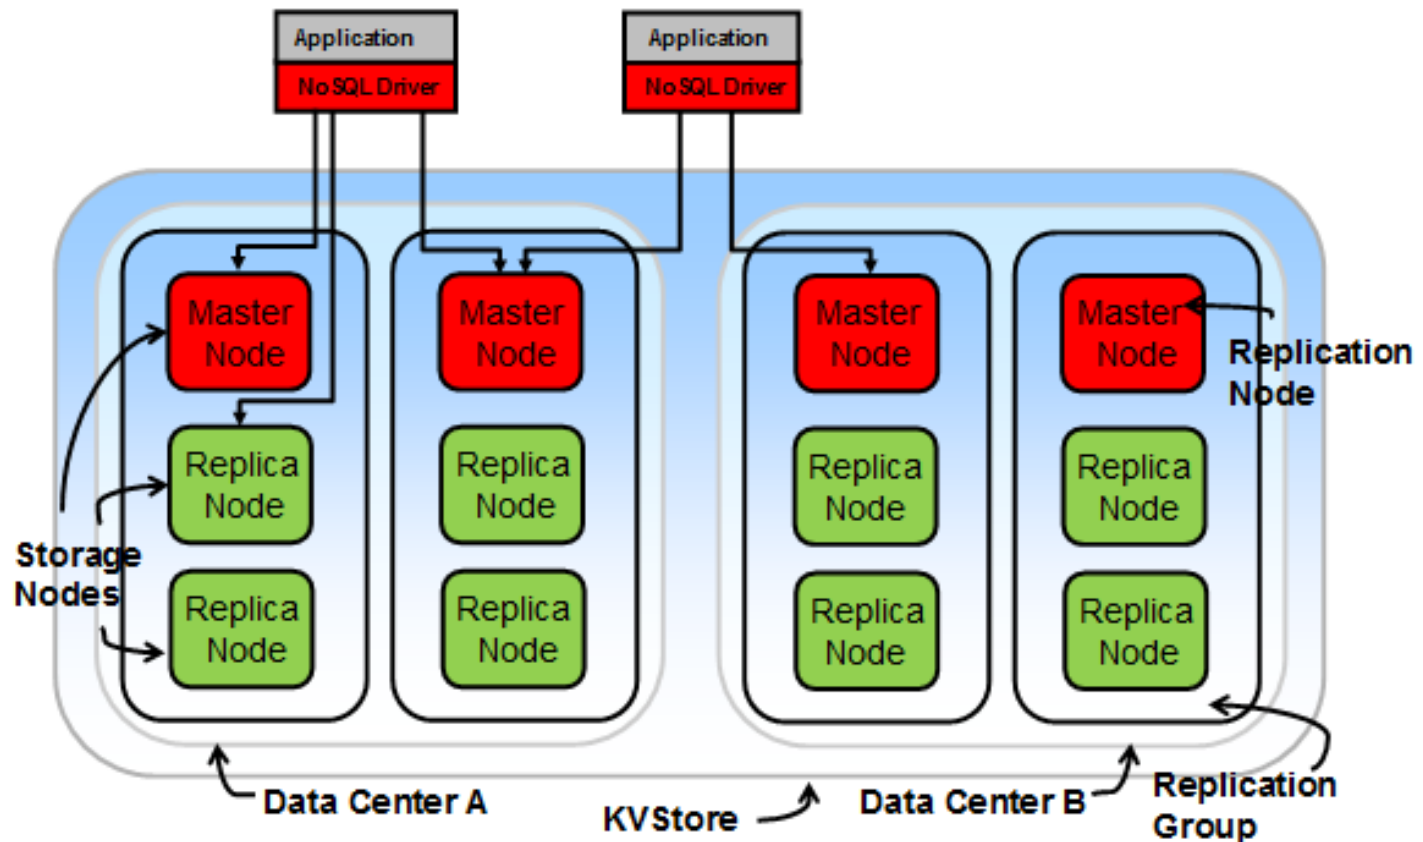 Application
NoSQL Driver
Application
NoSQL Driver
Master
Node
Master
Node
Master
Node
Master
Node
Replication
Node
Replica
Node
Replica
Node
Replica
Node
Replica
Node
Storage
Nodes
Replica
Node
Replica
Node
Replica
Node
Replica
Node
Data Center A
KVStore
Data Center B
Replication
Group